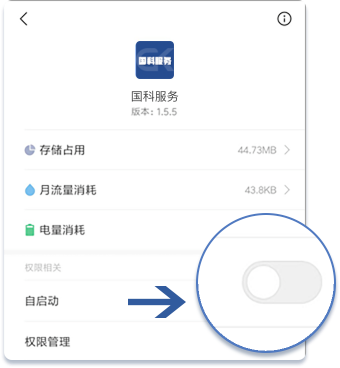 国科服务
国科服务
版本：1.5.5
存储占用 44.73MB
月流量消耗 43.8KB
电量消耗
权限相关
自启动
权限管理